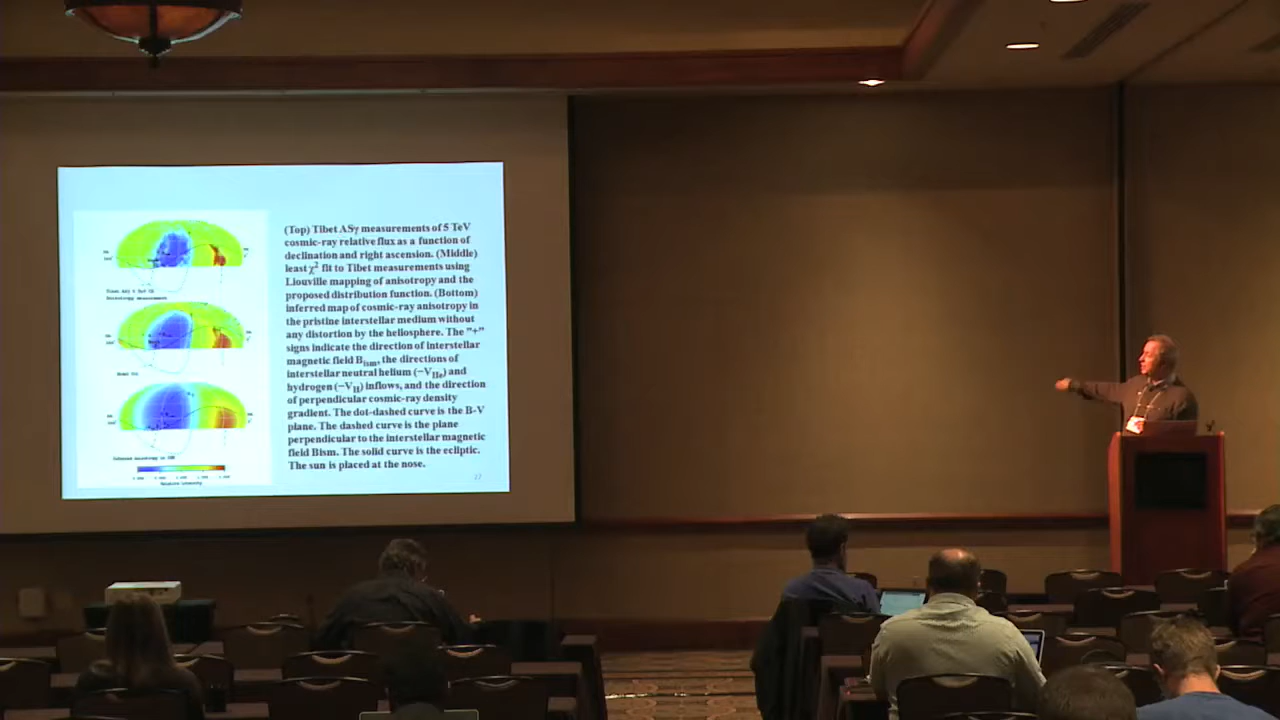 (Top) Tibet ASγ measurements of 5 TeV
cosmic-ray relative flux as a function of
declination and right ascension. (Middle)
least χ² fit to Tibet measurements using
Liouville mapping of anisotropy and the
proposed distribution function. (Bottom)
inferred map of cosmic-ray anisotropy in
the pristine interstellar medium without
any distortion by the heliosphere. The "+"
signs indicate the direction of interstellar
magnetic field Bism, the directions of
interstellar neutral helium (−VHe) and
hydrogen (−VH) inflows, and the direction
of perpendicular cosmic-ray density
gradient. The dot-dashed curve is the B-V
plane. The dashed curve is the plane
perpendicular to the interstellar magnetic
field Bism. The solid curve is the ecliptic.
The sun is placed at the nose.
Relative intensity